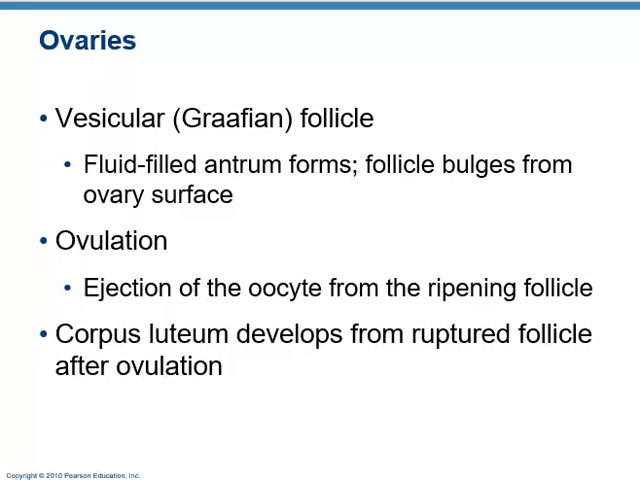 Ovaries
• Vesicular (Graafian) follicle
• Fluid-filled antrum forms; follicle bulges from
ovary surface
• Ovulation
• Ejection of the oocyte from the ripening follicle
• Corpus luteum develops from ruptured follicle
after ovulation
Copyright © 2010 Pearson Education, Inc.